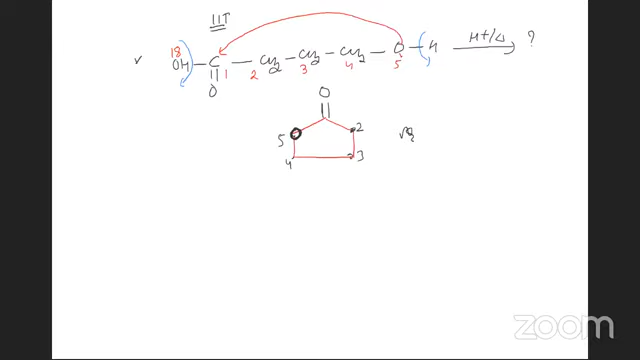 IIT
18
OH - C - CH2 - CH2 - CH2 - O - H H+/Δ ?
1 2 3 4 5
O
O
5 2
4 3
zoom